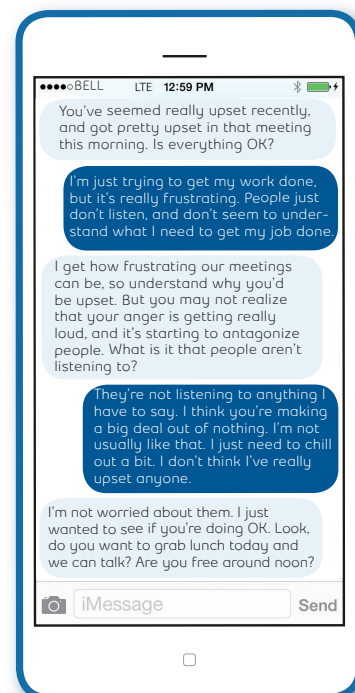 BELL LTE 12:59 PM
You've seemed really upset recently,
and got pretty upset in that meeting
this morning. Is everything OK?
I'm just trying to get my work done,
but it's really frustrating. People just
don't listen, and don't seem to under-
stand what I need to get my job done.
I get how frustrating our meetings
can be, so understand why you'd
be upset. But you may not realize
that your anger is getting really
loud, and it's starting to antagonize
people. What is it that people aren't
listening to?
They're not listening to anything I
have to say. I think you're making
a big deal out of nothing. I'm not
usually like that. I just need to chill
out a bit. I don't think I've really
upset anyone.
I'm not worried about them. I just
wanted to see if you're doing OK. Look,
do you want to grab lunch today and
we can talk? Are you free around noon?
iMessage Send